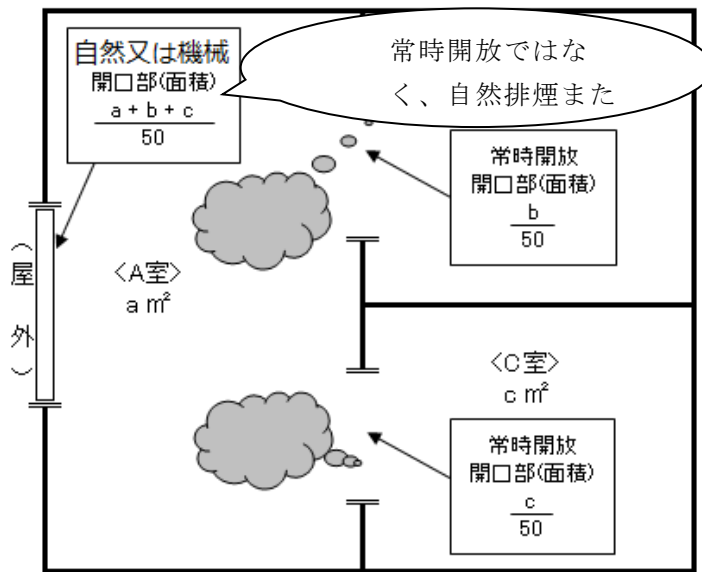 自然又は機械
開口部(面積)
a + b + c
50
常時開放ではな
く、自然排煙また
常時開放
開口部(面積)
b
50
(屋外)
<A室>
a ㎡
<C室>
c ㎡
常時開放
開口部(面積)
c
50